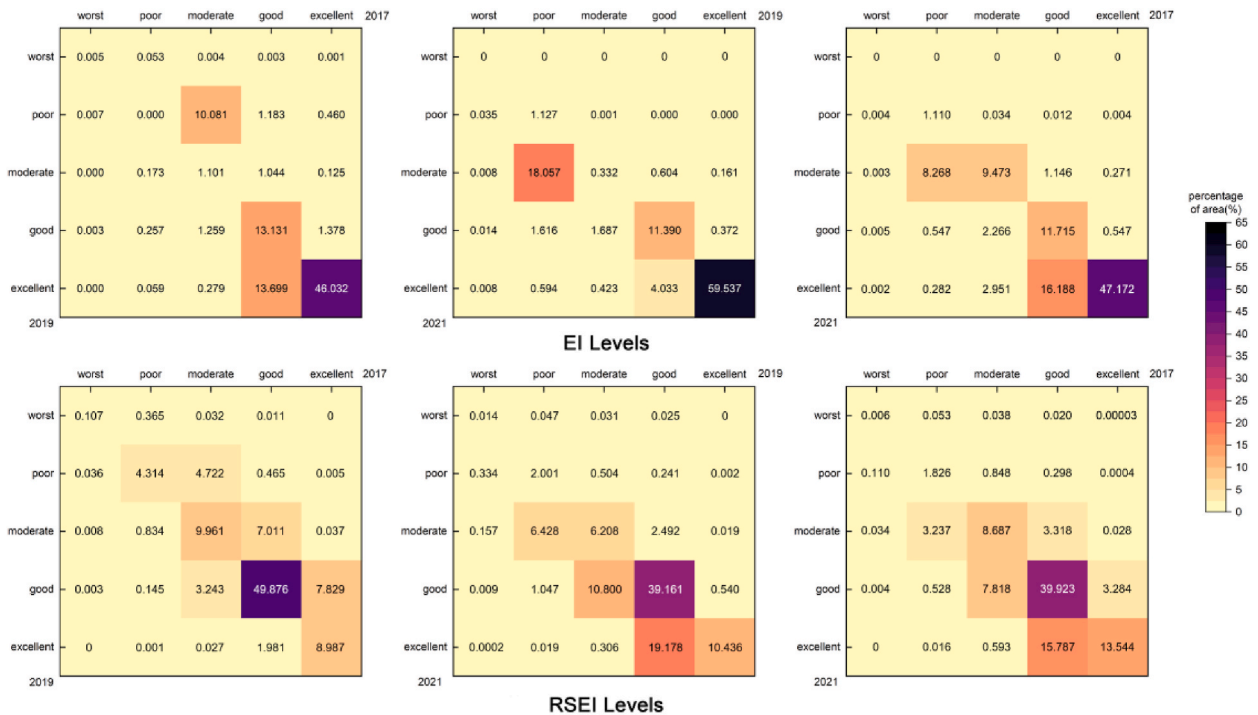 worst poor moderate good excellent 2017
worst 0.005 0.053 0.004 0.003 0.001
poor 0.007 0.000 10.081 1.183 0.460
moderate 0.000 0.173 1.101 1.044 0.125
good 0.003 0.257 1.259 13.131 1.378
excellent 0.000 0.059 0.279 13.699 46.032
2019
worst poor moderate good excellent 2019
0 0 0 0 0
0.035 1.127 0.001 0.000 0.000
0.008 18.057 0.332 0.604 0.161
0.014 1.616 1.687 11.390 0.372
0.008 0.594 0.423 4.033 59.537
2021
worst poor moderate good excellent 2017
worst 0 0 0 0 0
poor 0.004 1.110 0.034 0.012 0.004
moderate 0.003 8.268 9.473 1.146 0.271
good 0.005 0.547 2.266 11.715 0.547
excellent 0.002 0.282 2.951 16.188 47.172
2021
EI Levels
worst poor moderate good excellent 2017
worst 0.107 0.365 0.032 0.011 0
poor 0.036 4.314 4.722 0.465 0.005
moderate 0.008 0.834 9.961 7.011 0.037
good 0.003 0.145 3.243 49.876 7.829
excellent 0 0.001 0.027 1.981 8.987
2019
worst poor moderate good excellent 2019
worst 0.014 0.047 0.031 0.025 0
poor 0.334 2.001 0.504 0.241 0.002
moderate 0.157 6.428 6.208 2.492 0.019
good 0.009 1.047 10.800 39.161 0.540
excellent 0.0002 0.019 0.306 19.178 10.436
2021
worst poor moderate good excellent 2017
worst 0.006 0.053 0.038 0.020 0.00003
poor 0.110 1.826 0.848 0.298 0.0004
moderate 0.034 3.237 8.687 3.318 0.028
good 0.004 0.528 7.818 39.923 3.284
excellent 0 0.016 0.593 15.787 13.544
2021
RSEI Levels
percentage
of area(%)
65
60
55
50
45
40
35
30
25
20
15
10
5
0